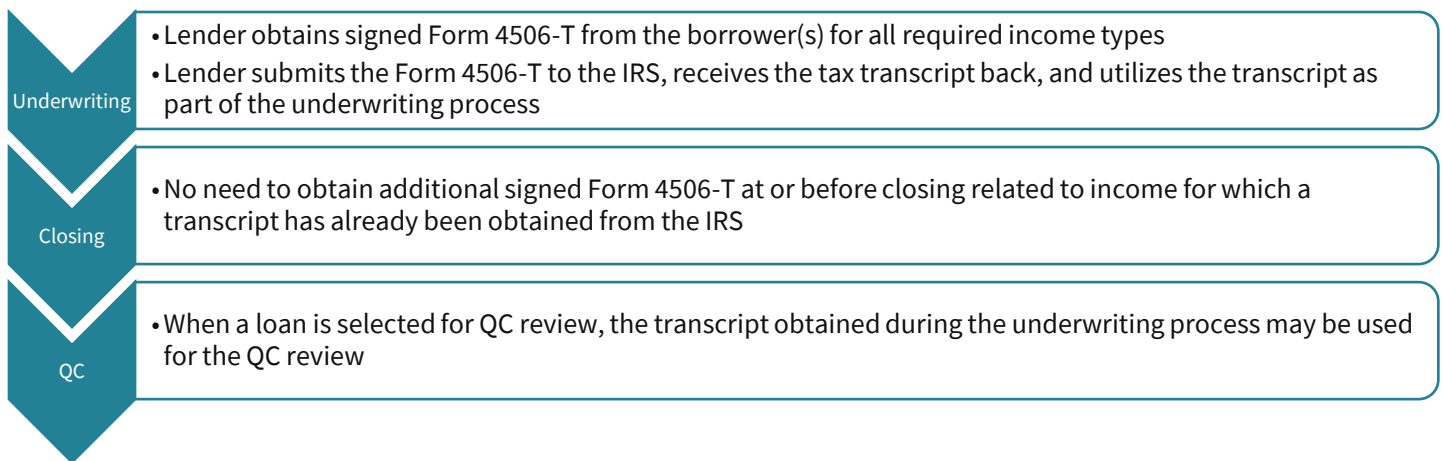 • Lender obtains signed Form 4506-T from the borrower(s) for all required income types
• Lender submits the Form 4506-T to the IRS, receives the tax transcript back, and utilizes the transcript as
part of the underwriting process
Underwriting
• No need to obtain additional signed Form 4506-T at or before closing related to income for which a
transcript has already been obtained from the IRS
Closing
• When a loan is selected for QC review, the transcript obtained during the underwriting process may be used
for the QC review
QC